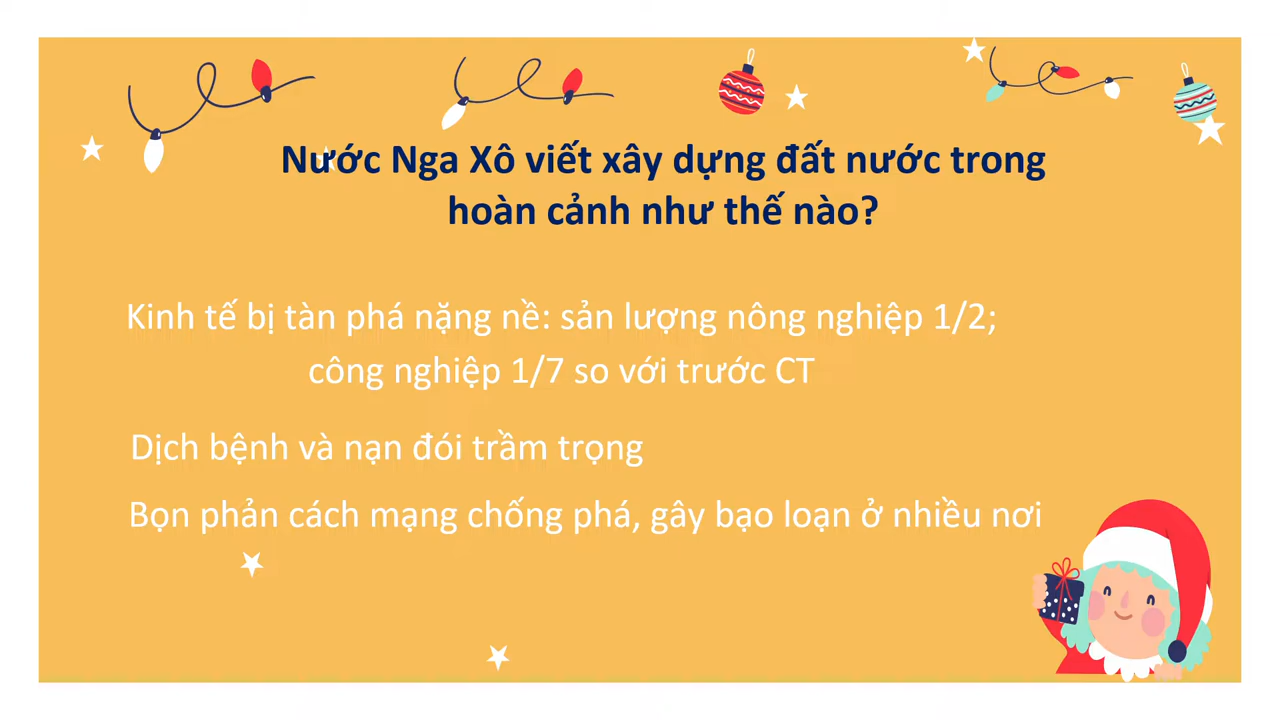 Nước Nga Xô viết xây dựng đất nước trong
hoàn cảnh như thế nào?
Kinh tế bị tàn phá nặng nề: sản lượng nông nghiệp 1/2;
công nghiệp 1/7 so với trước CT
Dịch bệnh và nạn đói trầm trọng
Bọn phản cách mạng chống phá, gây bạo loạn ở nhiều nơi